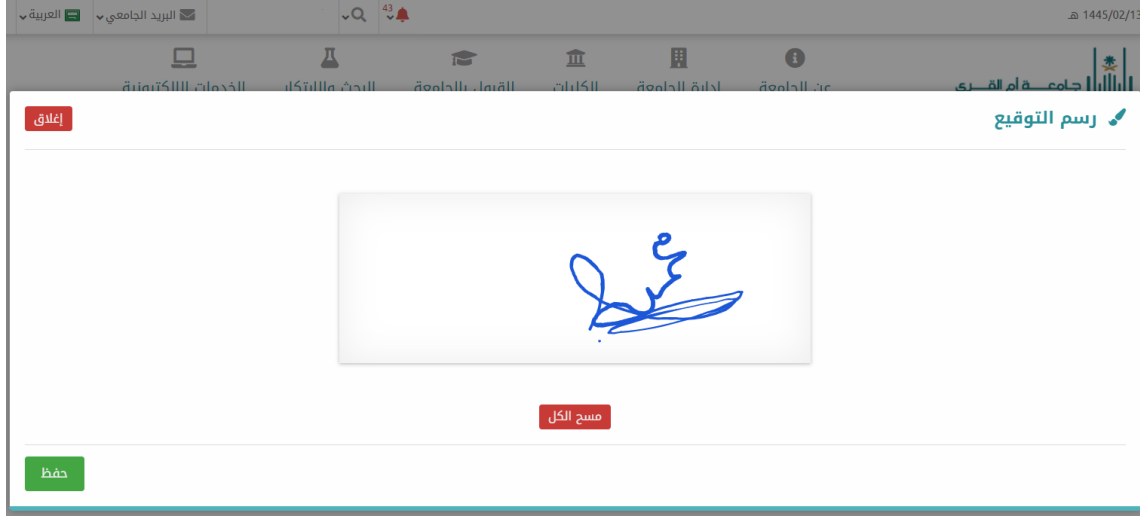 1445/02/13 هـ
43
البريد الجامعي
العربية
جامعة أم القرى
عن الجامعة
إدارة الجامعة
الكليات
القبول بالجامعة
البحث والابتكار
الخدمات الإلكترونية
رسم التوقيع
إغلاق
مسح الكل
حفظ